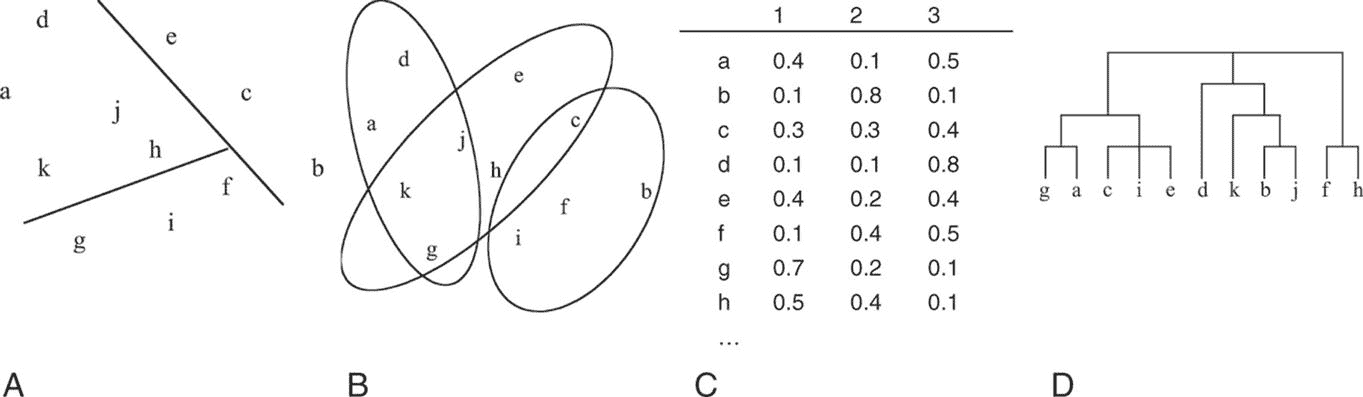 d
e
a
c
j
h
b
k
f
i
g
A
d
e
a
c
j
h
k
b
f
i
g
B
1 2 3
a 0.4 0.1 0.5
b 0.1 0.8 0.1
c 0.3 0.3 0.4
d 0.1 0.1 0.8
e 0.4 0.2 0.4
f 0.1 0.4 0.5
g 0.7 0.2 0.1
h 0.5 0.4 0.1
...
C
g a c i e d k b j f h
D